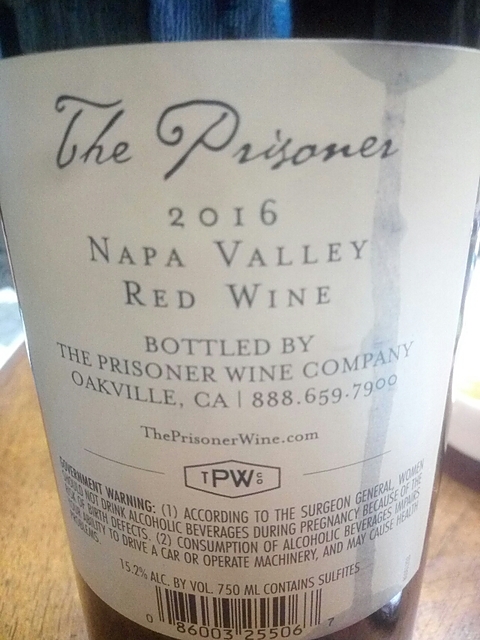 The Prisoner
2016
NAPA VALLEY
RED WINE
BOTTLED BY
THE PRISONER WINE COMPANY
OAKVILLE, CA | 888.659.7900
ThePrisonerWine.com
TPWCO
GOVERNMENT WARNING: (1) ACCORDING TO THE SURGEON GENERAL, WOMEN
SHOULD NOT DRINK ALCOHOLIC BEVERAGES DURING PREGNANCY BECAUSE OF THE
RISK OF BIRTH DEFECTS. (2) CONSUMPTION OF ALCOHOLIC BEVERAGES IMPAIRS
YOUR ABILITY TO DRIVE A CAR OR OPERATE MACHINERY, AND MAY CAUSE HEALTH
PROBLEMS.
15.2% ALC. BY VOL. 750 ML CONTAINS SULFITES
0 86003 25506 7